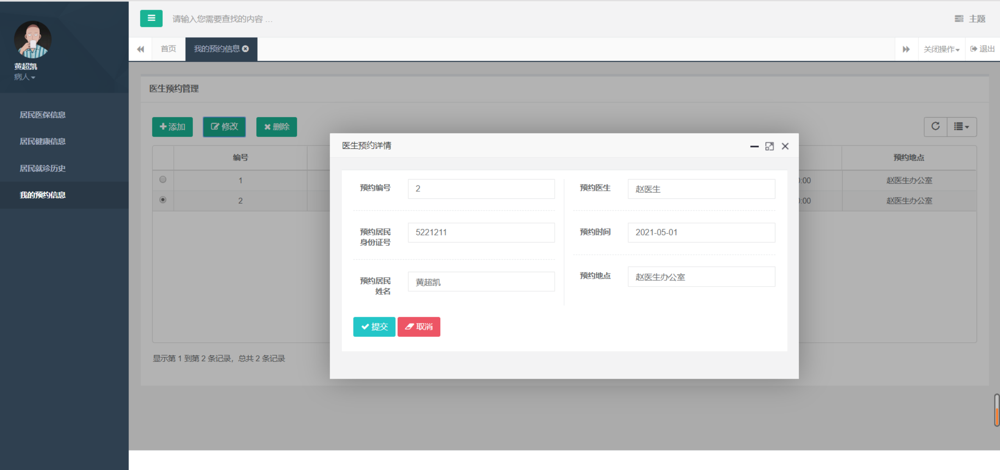 请输入您需要查找的内容 ...
主题
黄超凯
病人
首页
我的预约信息
关闭操作
退出
居民医保信息
居民健康信息
居民就诊历史
我的预约信息
医生预约管理
添加
修改
删除
编号
预约地点
1
:00
赵医生办公室
2
:00
赵医生办公室
显示第 1 到第 2 条记录，总共 2 条记录
医生预约详情
预约编号
2
预约医生
赵医生
预约居民
身份证号
5221211
预约时间
2021-05-01
预约居民
姓名
黄超凯
预约地点
赵医生办公室
提交
取消